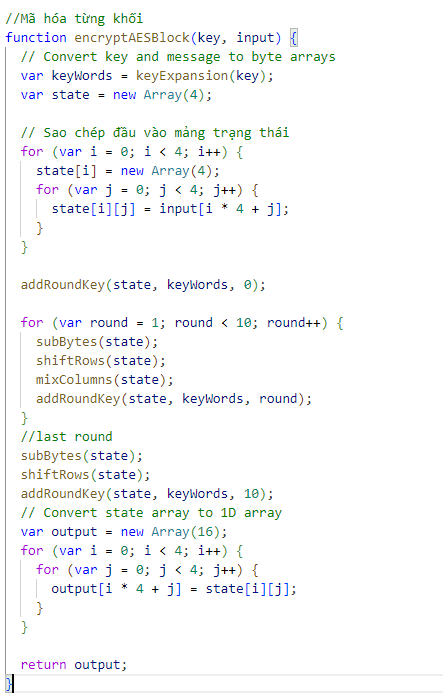 //Mã hóa từng khối
function encryptAESBlock(key, input) {
  // Convert key and message to byte arrays
  var keyWords = keyExpansion(key);
  var state = new Array(4);

  // Sao chép đầu vào mảng trạng thái
  for (var i = 0; i < 4; i++) {
    state[i] = new Array(4);
    for (var j = 0; j < 4; j++) {
      state[i][j] = input[i * 4 + j];
    }
  }

  addRoundKey(state, keyWords, 0);

  for (var round = 1; round < 10; round++) {
    subBytes(state);
    shiftRows(state);
    mixColumns(state);
    addRoundKey(state, keyWords, round);
  }
  //last round
  subBytes(state);
  shiftRows(state);
  addRoundKey(state, keyWords, 10);
  // Convert state array to 1D array
  var output = new Array(16);
  for (var i = 0; i < 4; i++) {
    for (var j = 0; j < 4; j++) {
      output[i * 4 + j] = state[i][j];
    }
  }

  return output;
}